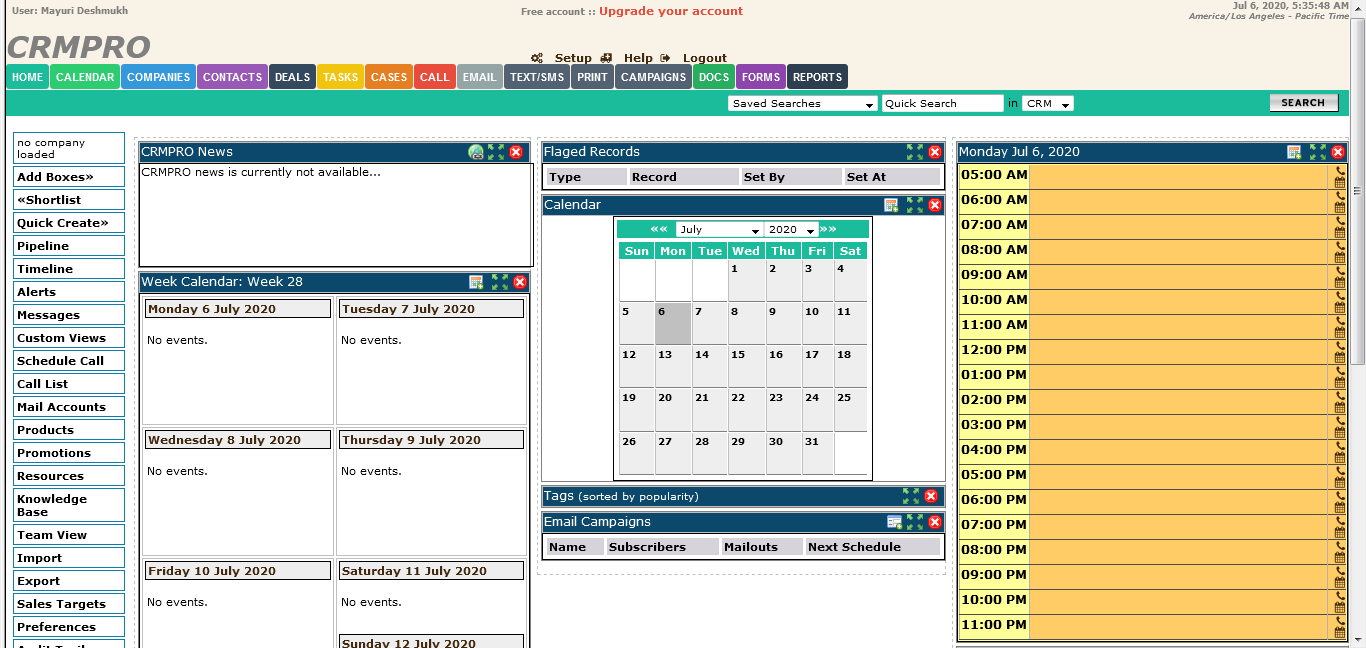 User: Mayuri Deshmukh
Free account :: Upgrade your account
Jul 6, 2020, 5:35:48 AM
America/Los Angeles - Pacific Time
CRMPRO
Setup Help Logout
HOME CALENDAR COMPANIES CONTACTS DEALS TASKS CASES CALL EMAIL TEXT/SMS PRINT CAMPAIGNS DOCS FORMS REPORTS
Saved Searches Quick Search in CRM SEARCH
no company
loaded
Add Boxes»
«Shortlist
Quick Create»
Pipeline
Timeline
Alerts
Messages
Custom Views
Schedule Call
Call List
Mail Accounts
Products
Promotions
Resources
Knowledge
Base
Team View
Import
Export
Sales Targets
Preferences
CRMPRO News
CRMPRO news is currently not available...
Week Calendar: Week 28
Monday 6 July 2020 Tuesday 7 July 2020
No events. No events.
Wednesday 8 July 2020 Thursday 9 July 2020
No events. No events.
Friday 10 July 2020 Saturday 11 July 2020
No events. No events.
Sunday 12 July 2020
Flaged Records
Type Record Set By Set At
Calendar
«« July 2020 »»
Sun Mon Tue Wed Thu Fri Sat
1 2 3 4
5 6 7 8 9 10 11
12 13 14 15 16 17 18
19 20 21 22 23 24 25
26 27 28 29 30 31
Tags (sorted by popularity)
Email Campaigns
Name Subscribers Mailouts Next Schedule
Monday Jul 6, 2020
05:00 AM
06:00 AM
07:00 AM
08:00 AM
09:00 AM
10:00 AM
11:00 AM
12:00 PM
01:00 PM
02:00 PM
03:00 PM
04:00 PM
05:00 PM
06:00 PM
07:00 PM
08:00 PM
09:00 PM
10:00 PM
11:00 PM